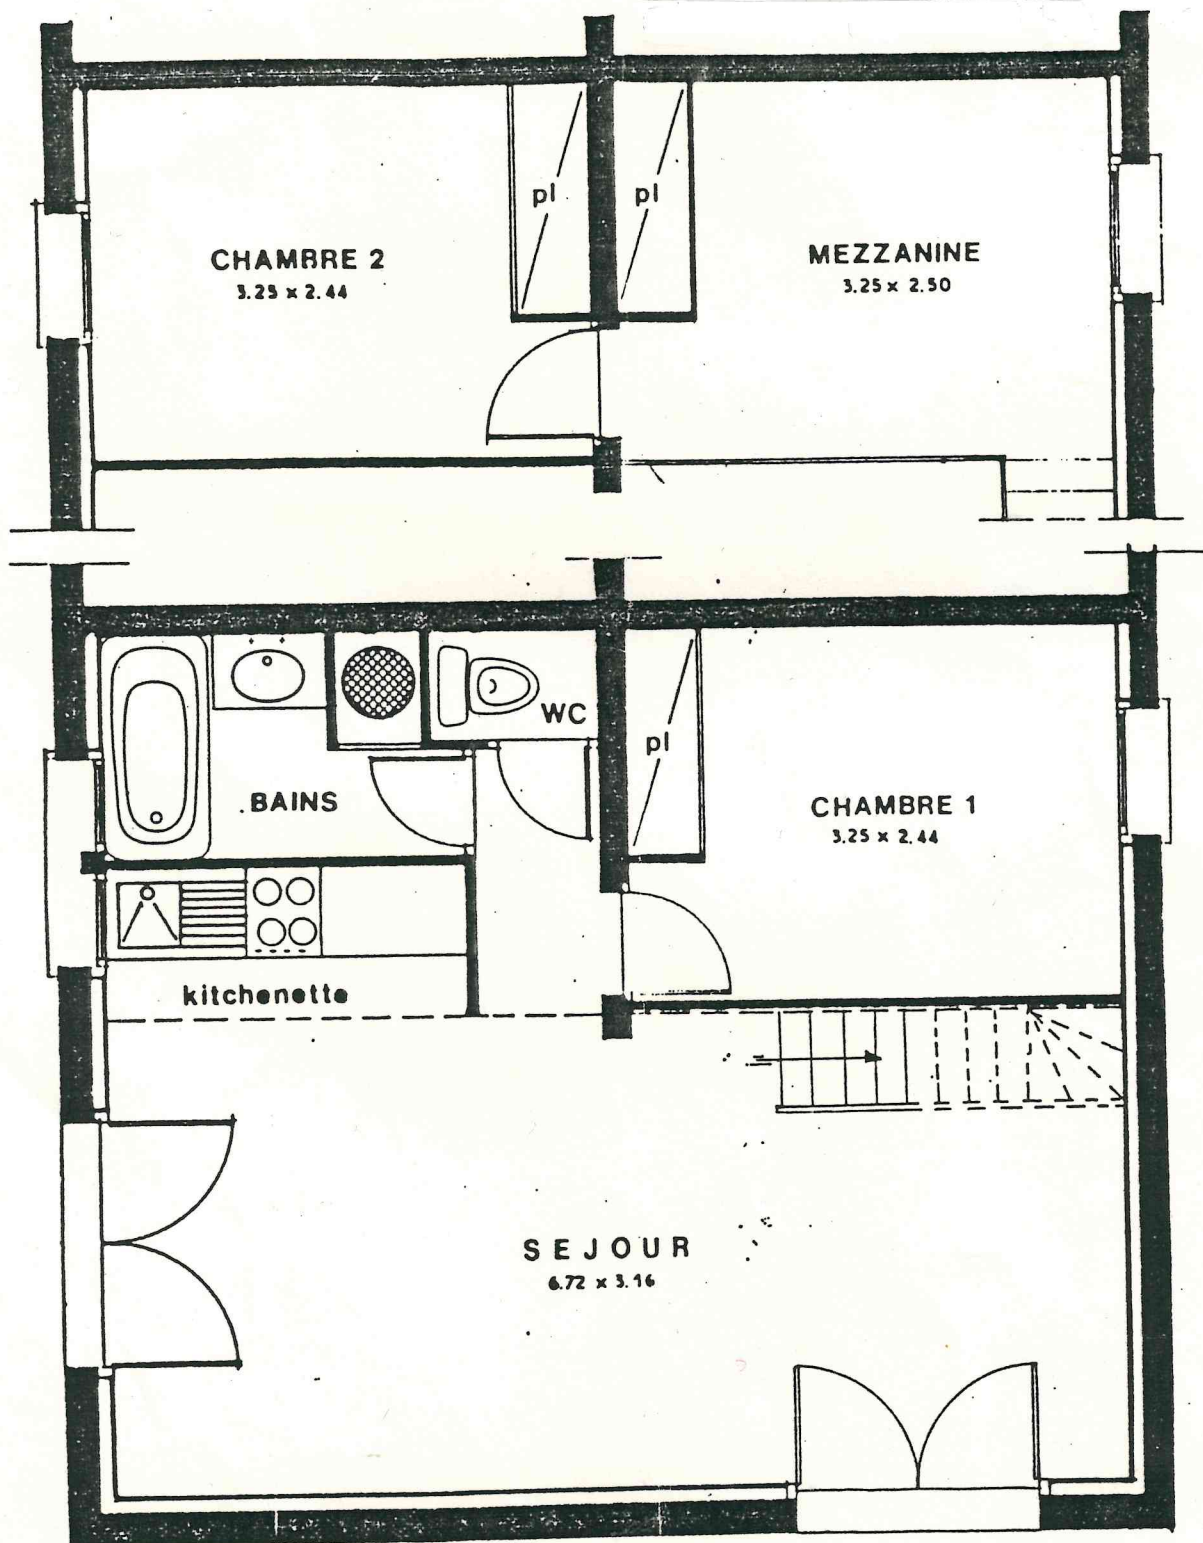 pl
pl
CHAMBRE 2
3.25 x 2.44
MEZZANINE
3.25 x 2.50
WC
pl
.BAINS
CHAMBRE 1
3.25 x 2.44
kitchenette
SEJOUR
6.72 x 3.16